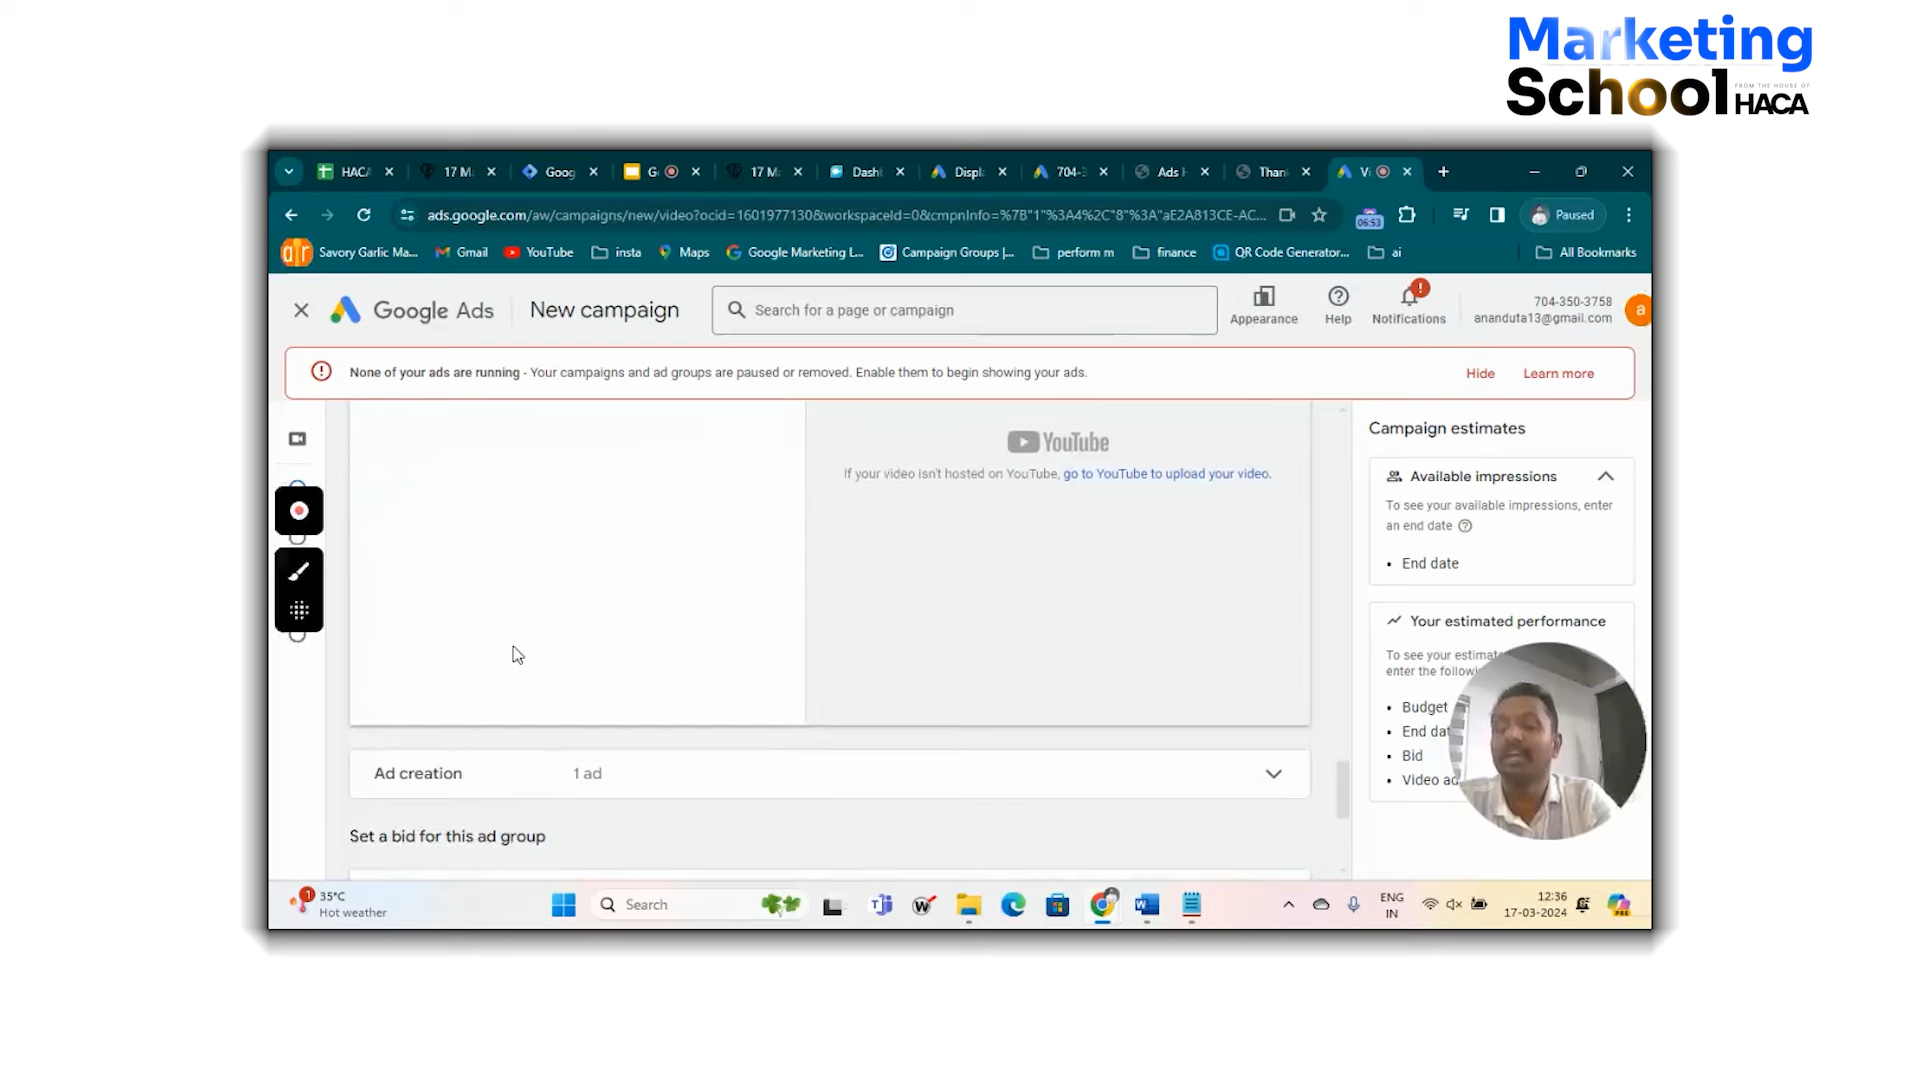 Marketing
School
FROM THE HOUSE OF
HACA
HACA
17 M
Goog
G
17 M
Dash
Displ
704-3
Ads
Than
Vi
ads.google.com/aw/campaigns/new/video?ocid=1601977130&workspaceId=0&cmpnInfo=%7B"1"%3A4%2C"8"%3A"aE2A813CE-AC...
06:53
Paused
Savory Garlic Ma...
Gmail
YouTube
insta
Maps
Google Marketing L...
Campaign Groups |...
perform m
finance
QR Code Generator...
ai
All Bookmarks
Google Ads
New campaign
Search for a page or campaign
Appearance
Help
Notifications
704-350-3758
ananduta13@gmail.com
a
None of your ads are running - Your campaigns and ad groups are paused or removed. Enable them to begin showing your ads.
Hide
Learn more
YouTube
If your video isn't hosted on YouTube, go to YouTube to upload your video.
Campaign estimates
Available impressions
To see your available impressions, enter
an end date
• End date
Your estimated performance
To see your estimat
enter the followi
• Budget
• End dat
• Bid
• Video ad
Ad creation
1 ad
Set a bid for this ad group
1
35°C
Hot weather
Search
ENG
IN
12:36
17-03-2024